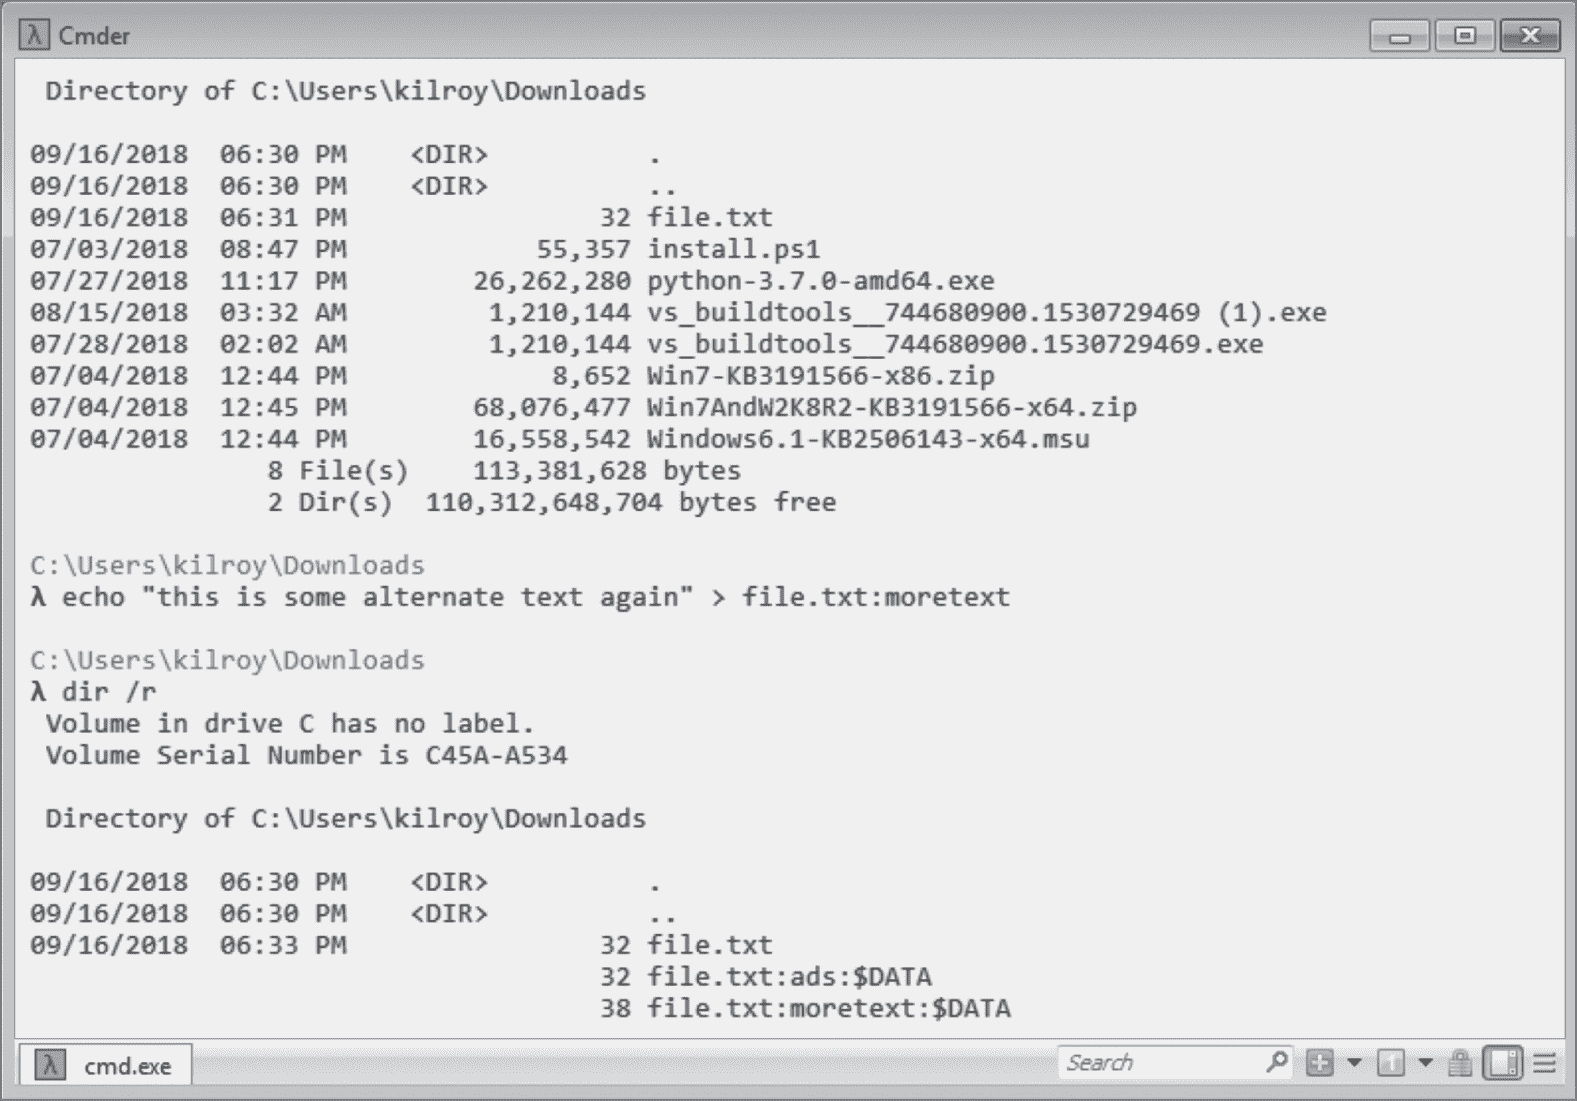 λ Cmder
 Directory of C:\Users\kilroy\Downloads

09/16/2018  06:30 PM    <DIR>          .
09/16/2018  06:30 PM    <DIR>          ..
09/16/2018  06:31 PM                32 file.txt
07/03/2018  08:47 PM            55,357 install.ps1
07/27/2018  11:17 PM        26,262,280 python-3.7.0-amd64.exe
08/15/2018  03:32 AM         1,210,144 vs_buildtools__744680900.1530729469 (1).exe
07/28/2018  02:02 AM         1,210,144 vs_buildtools__744680900.1530729469.exe
07/04/2018  12:44 PM             8,652 Win7-KB3191566-x86.zip
07/04/2018  12:45 PM        68,076,477 Win7AndW2K8R2-KB3191566-x64.zip
07/04/2018  12:44 PM        16,558,542 Windows6.1-KB2506143-x64.msu
               8 File(s)    113,381,628 bytes
               2 Dir(s)  110,312,648,704 bytes free

C:\Users\kilroy\Downloads
λ echo "this is some alternate text again" > file.txt:moretext

C:\Users\kilroy\Downloads
λ dir /r
 Volume in drive C has no label.
 Volume Serial Number is C45A-A534

 Directory of C:\Users\kilroy\Downloads

09/16/2018  06:30 PM    <DIR>          .
09/16/2018  06:30 PM    <DIR>          ..
09/16/2018  06:33 PM                32 file.txt
                                    32 file.txt:ads:$DATA
                                    38 file.txt:moretext:$DATA
λ cmd.exe Search 1